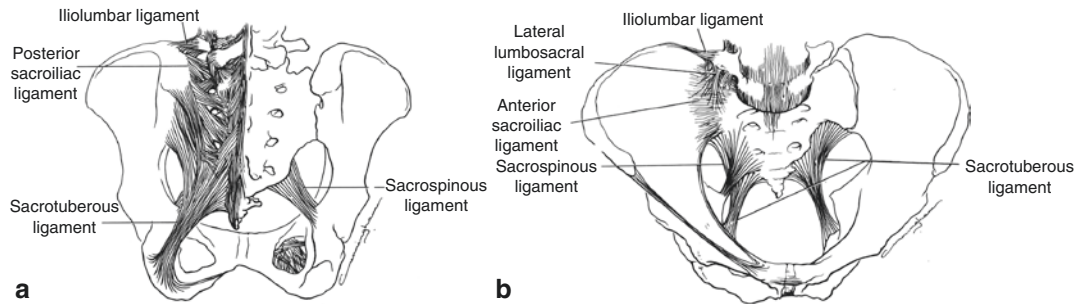 Iliolumbar ligament
Posterior
sacroiliac
ligament
Sacrotuberous
ligament
Sacrospinous
ligament
a
Iliolumbar ligament
Lateral
lumbosacral
ligament
Anterior
sacroiliac
ligament
Sacrospinous
ligament
Sacrotuberous
ligament
b